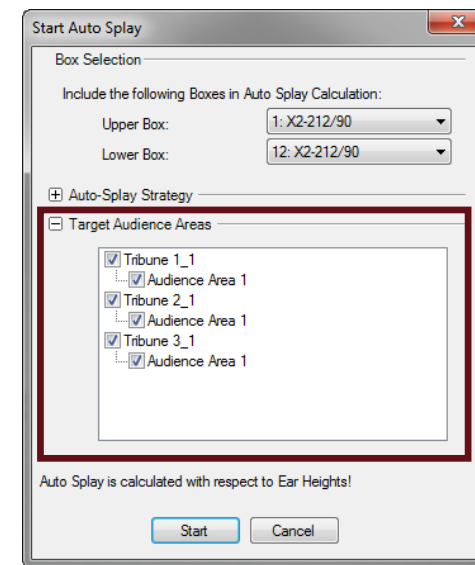 Start Auto Splay
Box Selection
Include the following Boxes in Auto Splay Calculation:
Upper Box: 1: X2-212/90
Lower Box: 12: X2-212/90
Auto-Splay Strategy
Target Audience Areas
Tribune 1_1
Audience Area 1
Tribune 2_1
Audience Area 1
Tribune 3_1
Audience Area 1
Auto Splay is calculated with respect to Ear Heights!
Start Cancel